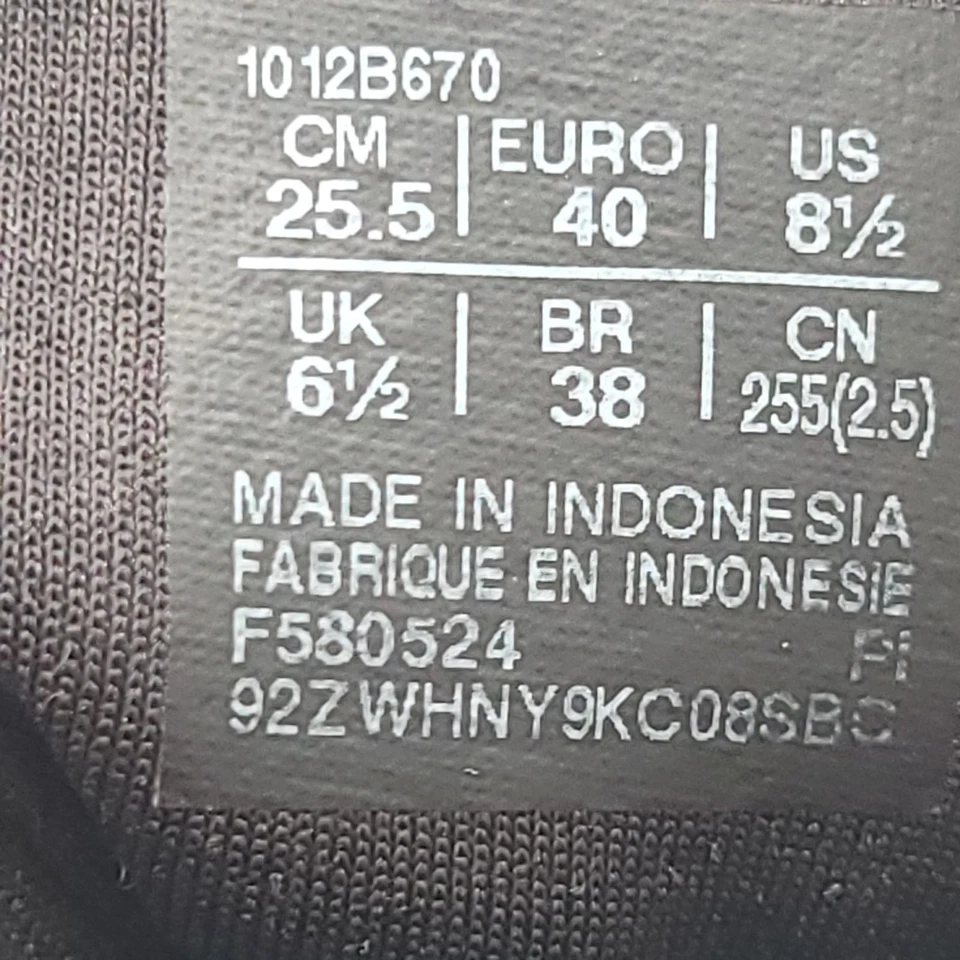 1012B670
CM EURO US
25.5 40 8½
UK BR CN
6½ 38 255(2.5)
MADE IN INDONESIA
FABRIQUE EN INDONESIE
F580524 Pi
92ZWHNY9KC08SBC